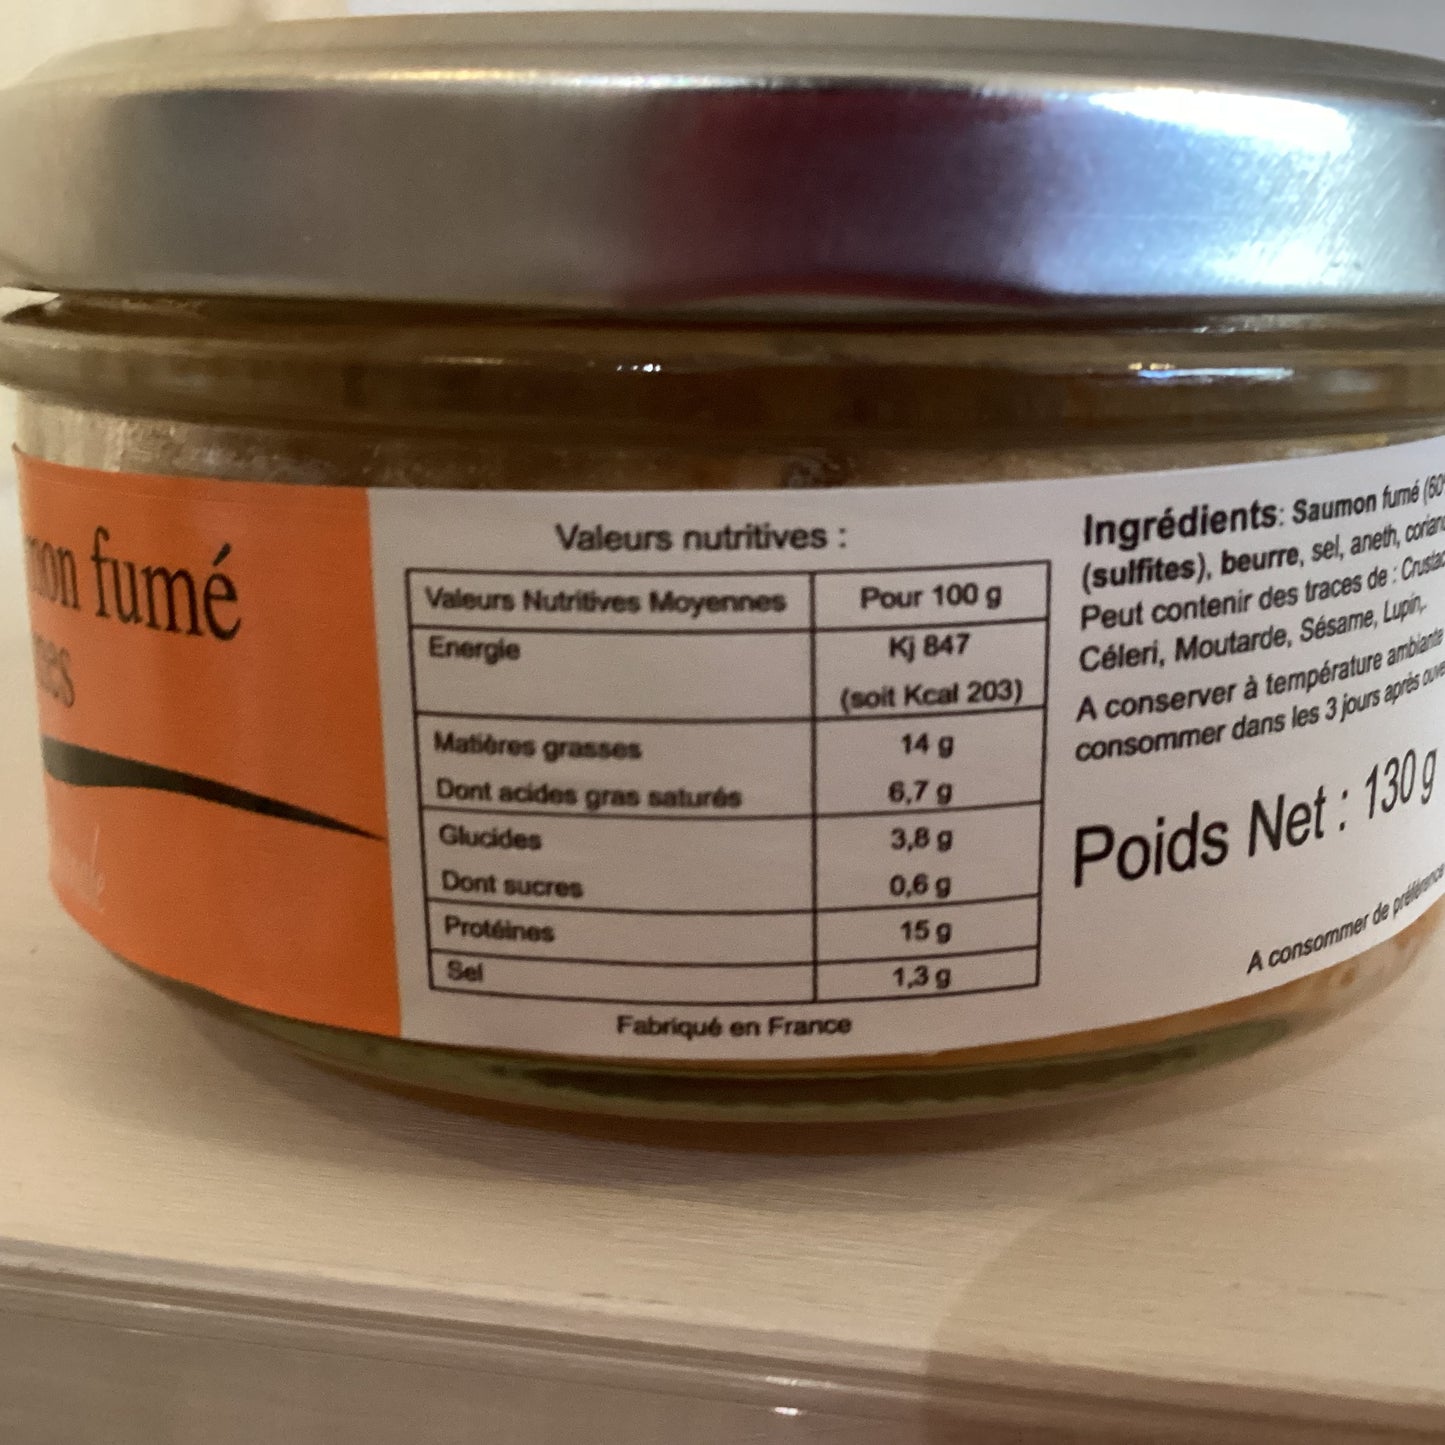 fumé
Valeurs nutritives :
Valeurs Nutritives Moyennes Pour 100 g
Energie Kj 847
(soit Kcal 203)
Matières grasses 14 g
Dont acides gras saturés 6,7 g
Glucides 3,8 g
Dont sucres 0,6 g
Protéines 15 g
Sel 1,3 g
Fabriqué en France
Ingrédients: Saumon fumé (60
(sulfites), beurre, sel, aneth,
Peut contenir des traces de :
Céleri, Moutarde, Sésame, Lupin,
A conserver à température ambiante
consommer dans les 3 jours après
Poids Net : 130 g
A consommer de préférence